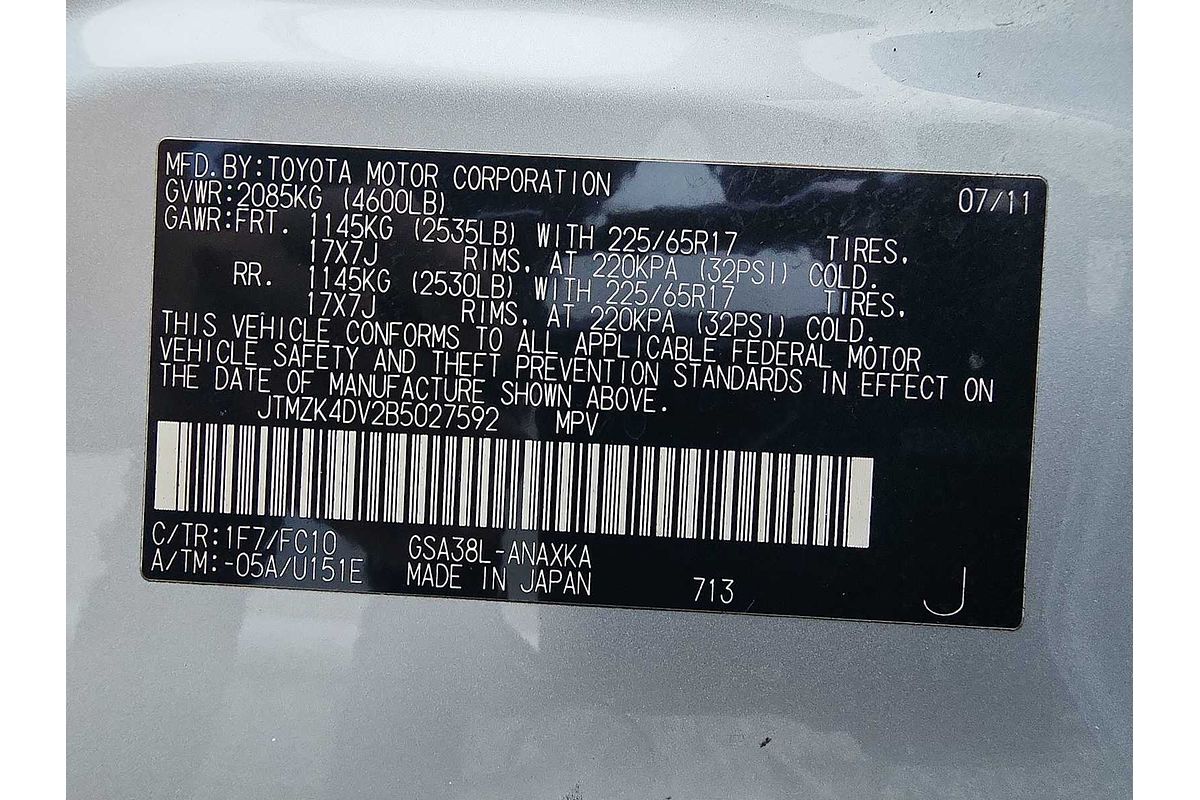 MFD.BY:TOYOTA MOTOR CORPORATION 07/11
GVWR:2085KG (4600LB)
GAWR:FRT. 1145KG (2535LB) WITH 225/65R17 TIRES,
17X7J RIMS, AT 220KPA (32PSI) COLD.
RR. 1145KG (2530LB) WITH 225/65R17 TIRES,
17X7J RIMS, AT 220KPA (32PSI) COLD.
THIS VEHICLE CONFORMS TO ALL APPLICABLE FEDERAL MOTOR
VEHICLE SAFETY AND THEFT PREVENTION STANDARDS IN EFFECT ON
THE DATE OF MANUFACTURE SHOWN ABOVE.
JTMZK4DV2B5027592 MPV
C/TR:1F7/FC10 GSA38L-ANAXKA
A/TM:-05A/U151E MADE IN JAPAN 713 J